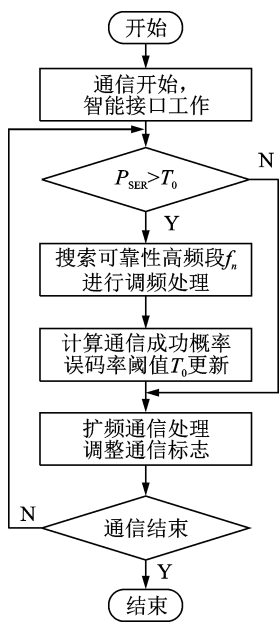 开始
通信开始，
智能接口工作
P_SER>T_0
N
Y
搜索可靠性高频段f_n
进行调频处理
计算通信成功概率
误码率阈值T_0更新
扩频通信处理
调整通信标志
N
通信结束
Y
结束